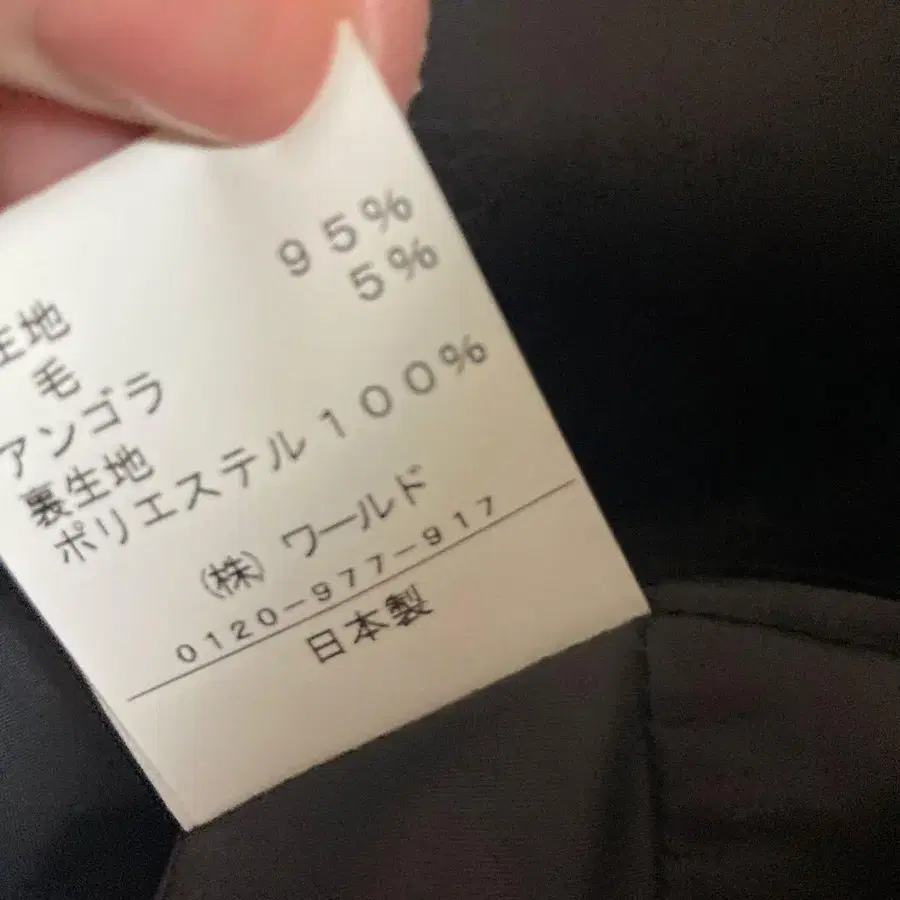 生地
毛 95%
アンゴラ 5%
裏生地
ポリエステル100%
(株) ワールド
0120-977-917
日本製